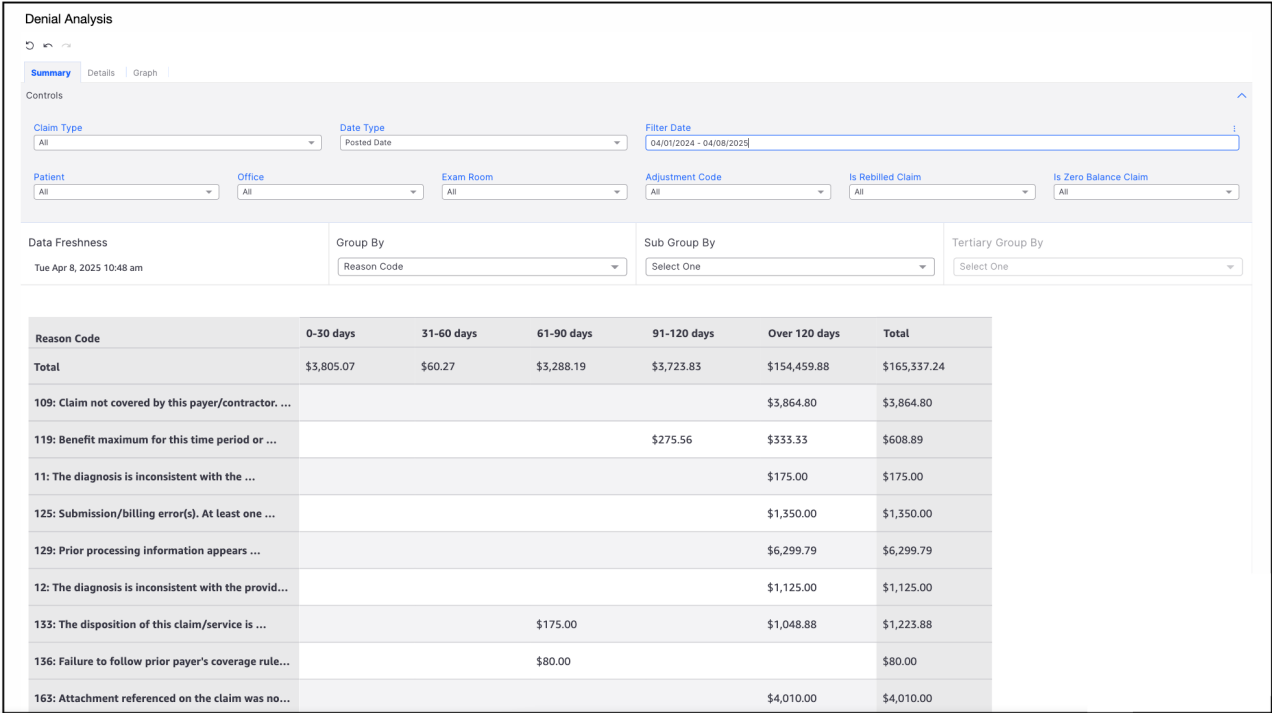 Denial Analysis
Summary Details Graph
Controls
Claim Type Date Type Filter Date
All Posted Date 04/01/2024 - 04/08/2025
Patient Office Exam Room Adjustment Code Is Rebilled Claim Is Zero Balance Claim
All All All All All All
Data Freshness Group By Sub Group By Tertiary Group By
Tue Apr 8, 2025 10:48 am Reason Code Select One Select One
Reason Code 0-30 days 31-60 days 61-90 days 91-120 days Over 120 days Total
Total $3,805.07 $60.27 $3,288.19 $3,723.83 $154,459.88 $165,337.24
109: Claim not covered by this payer/contractor. ... $3,864.80 $3,864.80
119: Benefit maximum for this time period or ... $275.56 $333.33 $608.89
11: The diagnosis is inconsistent with the ... $175.00 $175.00
125: Submission/billing error(s). At least one ... $1,350.00 $1,350.00
129: Prior processing information appears ... $6,299.79 $6,299.79
12: The diagnosis is inconsistent with the provid... $1,125.00 $1,125.00
133: The disposition of this claim/service is ... $175.00 $1,048.88 $1,223.88
136: Failure to follow prior payer's coverage rule... $80.00 $80.00
163: Attachment referenced on the claim was no... $4,010.00 $4,010.00